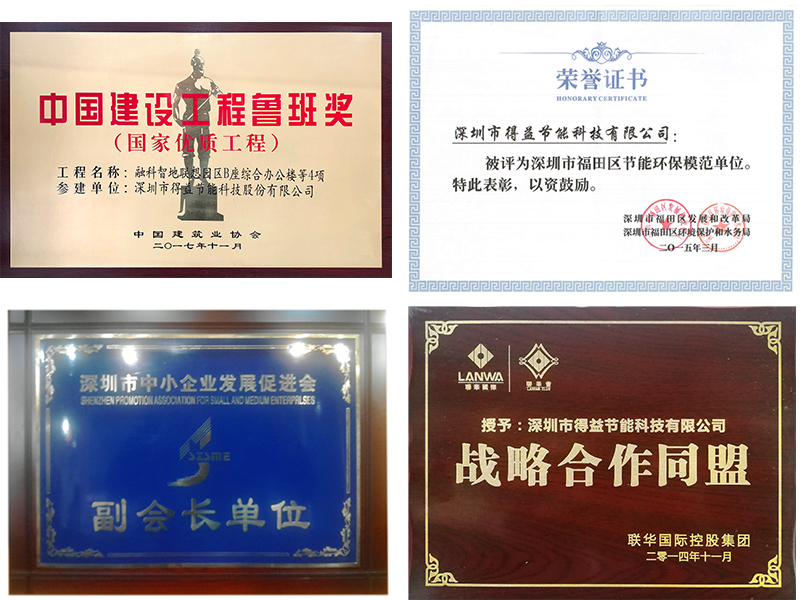 中国建设工程鲁班奖
（国家优质工程）
工程名称：融科智地联想园区B座综合办公楼等4项
参建单位：深圳市得益节能科技股份有限公司
中国建筑业协会
二〇一七年十一月
荣誉证书
HONORARY CERTIFICATE
深圳市得益节能科技有限公司：
被评为深圳市福田区节能环保模范单位。
特此表彰，以资鼓励。
深圳市福田区发展和改革局
深圳市福田区环境保护和水务局
二〇一五年三月
深圳市中小企业发展促进会
SHENZHEN PROMOTION ASSOCIATION FOR SMALL AND MEDIUM ENTERPRISES
SZSME
副会长单位
LANWA
聯華國際
聯華會
LANWA CLUB
授予：深圳市得益节能科技有限公司
战略合作同盟
联华国际控股集团
二零一四年十一月